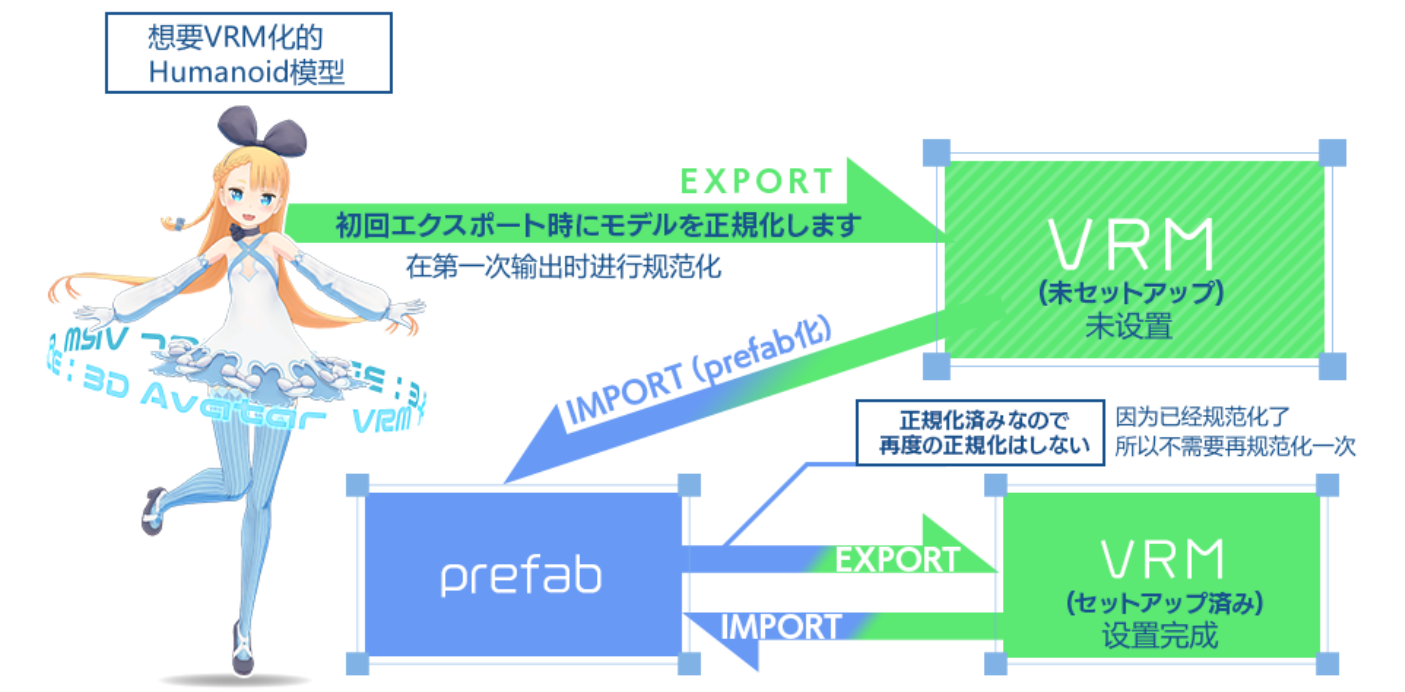 想要VRM化的
Humanoid模型
EXPORT
初回エクスポート時にモデルを正規化します
在第一次输出时进行规范化
VRM
(未セットアップ)
未设置
IMPORT (prefab化)
正規化済みなので
再度の正規化はしない
因为已经规范化了
所以不需要再规范化一次
3D Avatar VRM
prefab
EXPORT
IMPORT
VRM
(セットアップ済み)
设置完成